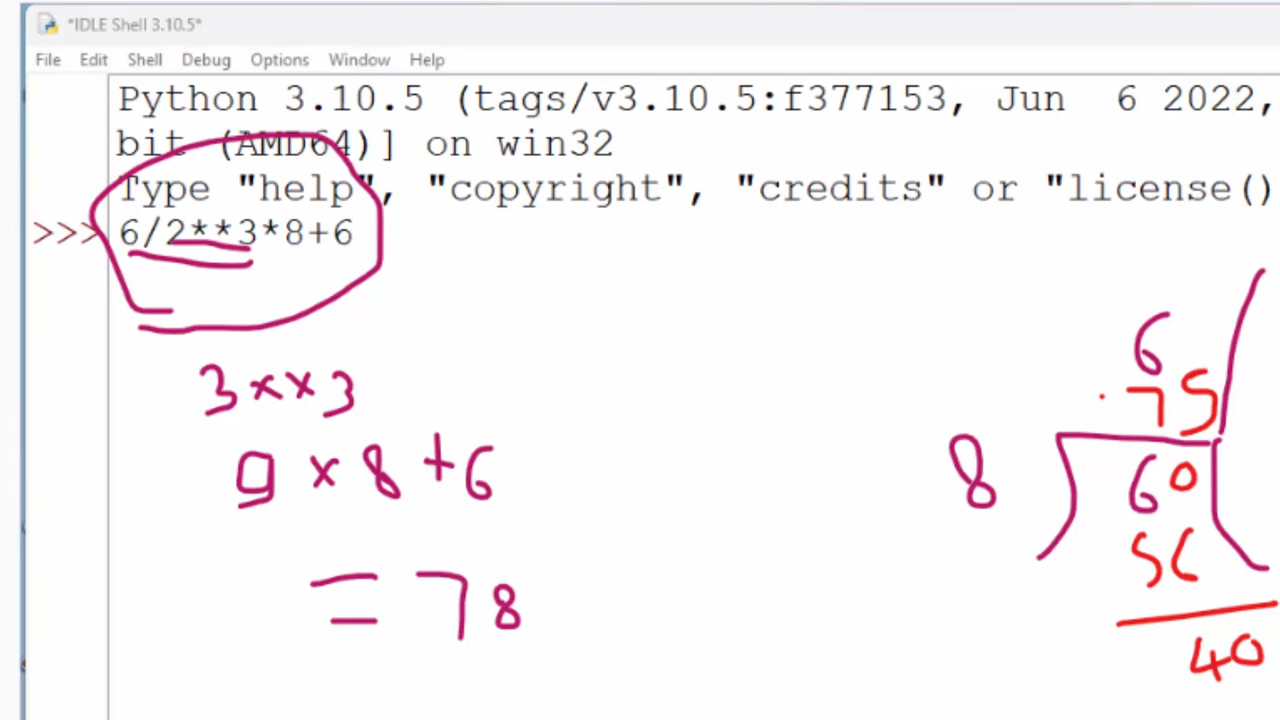 *IDLE Shell 3.10.5*
File Edit Shell Debug Options Window Help
Python 3.10.5 (tags/v3.10.5:f377153, Jun 6 2022,
bit (AMD64)] on win32
Type "help", "copyright", "credits" or "license()
>>> 6/2**3*8+6
3××3
9×8+6
=78
6
.75
8 60
56
40